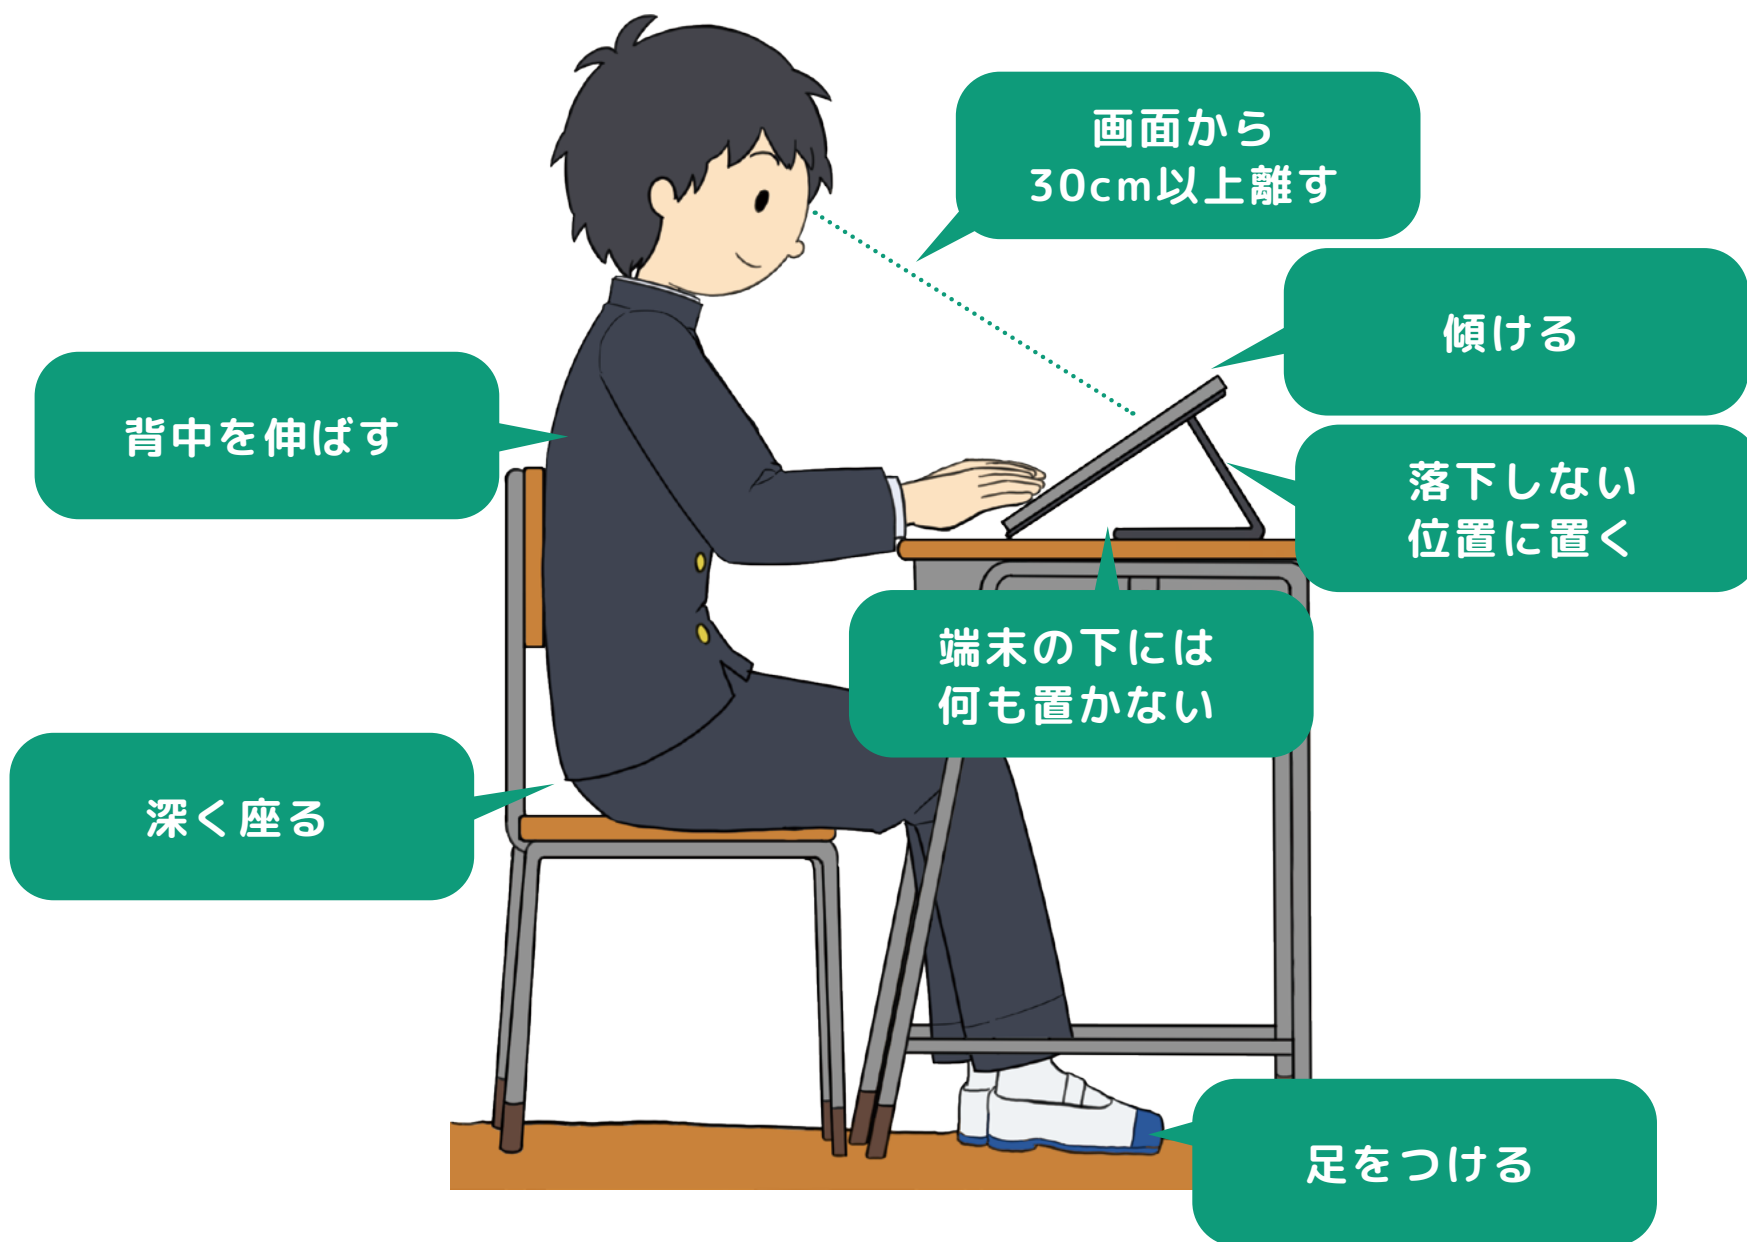 画面から
30cm以上離す
傾ける
背中を伸ばす
落下しない
位置に置く
端末の下には
何も置かない
深く座る
足をつける